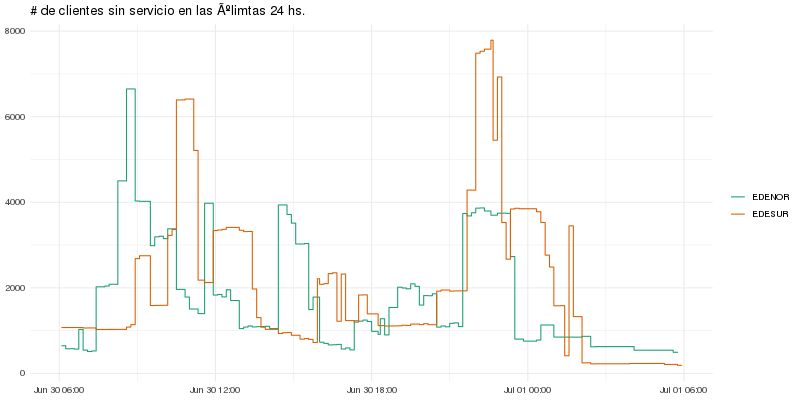 # de clientes sin servicio en las Ãºlimtas 24 hs.
8000
6000
4000
2000
0
Jun 30 06:00
Jun 30 12:00
Jun 30 18:00
Jul 01 00:00
Jul 01 06:00
EDENOR
EDESUR